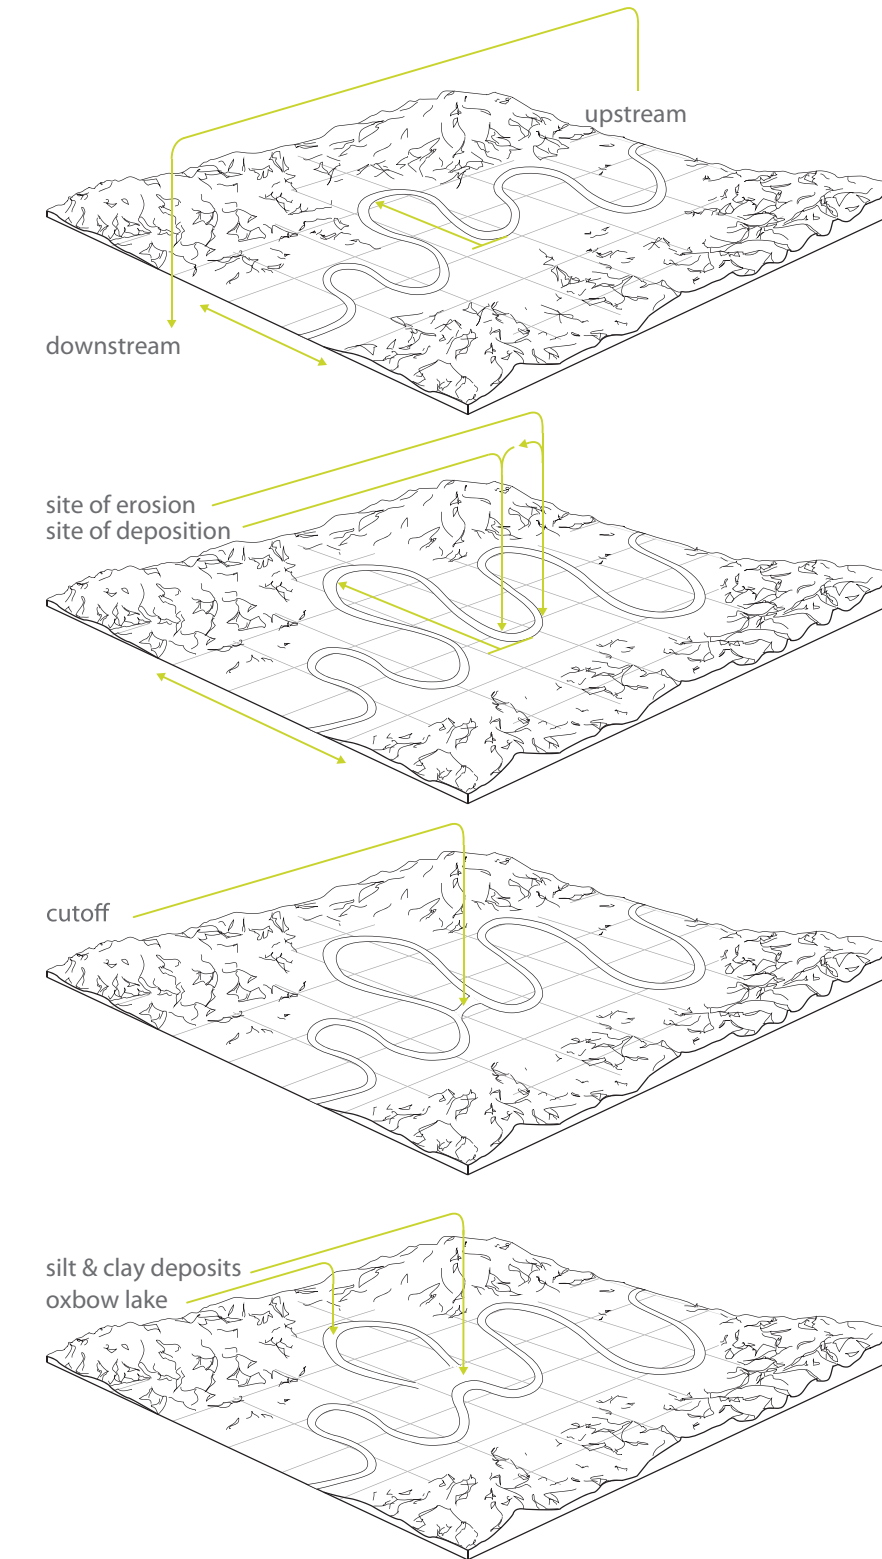 upstream
downstream
site of erosion
site of deposition
cutoff
silt & clay deposits
oxbow lake